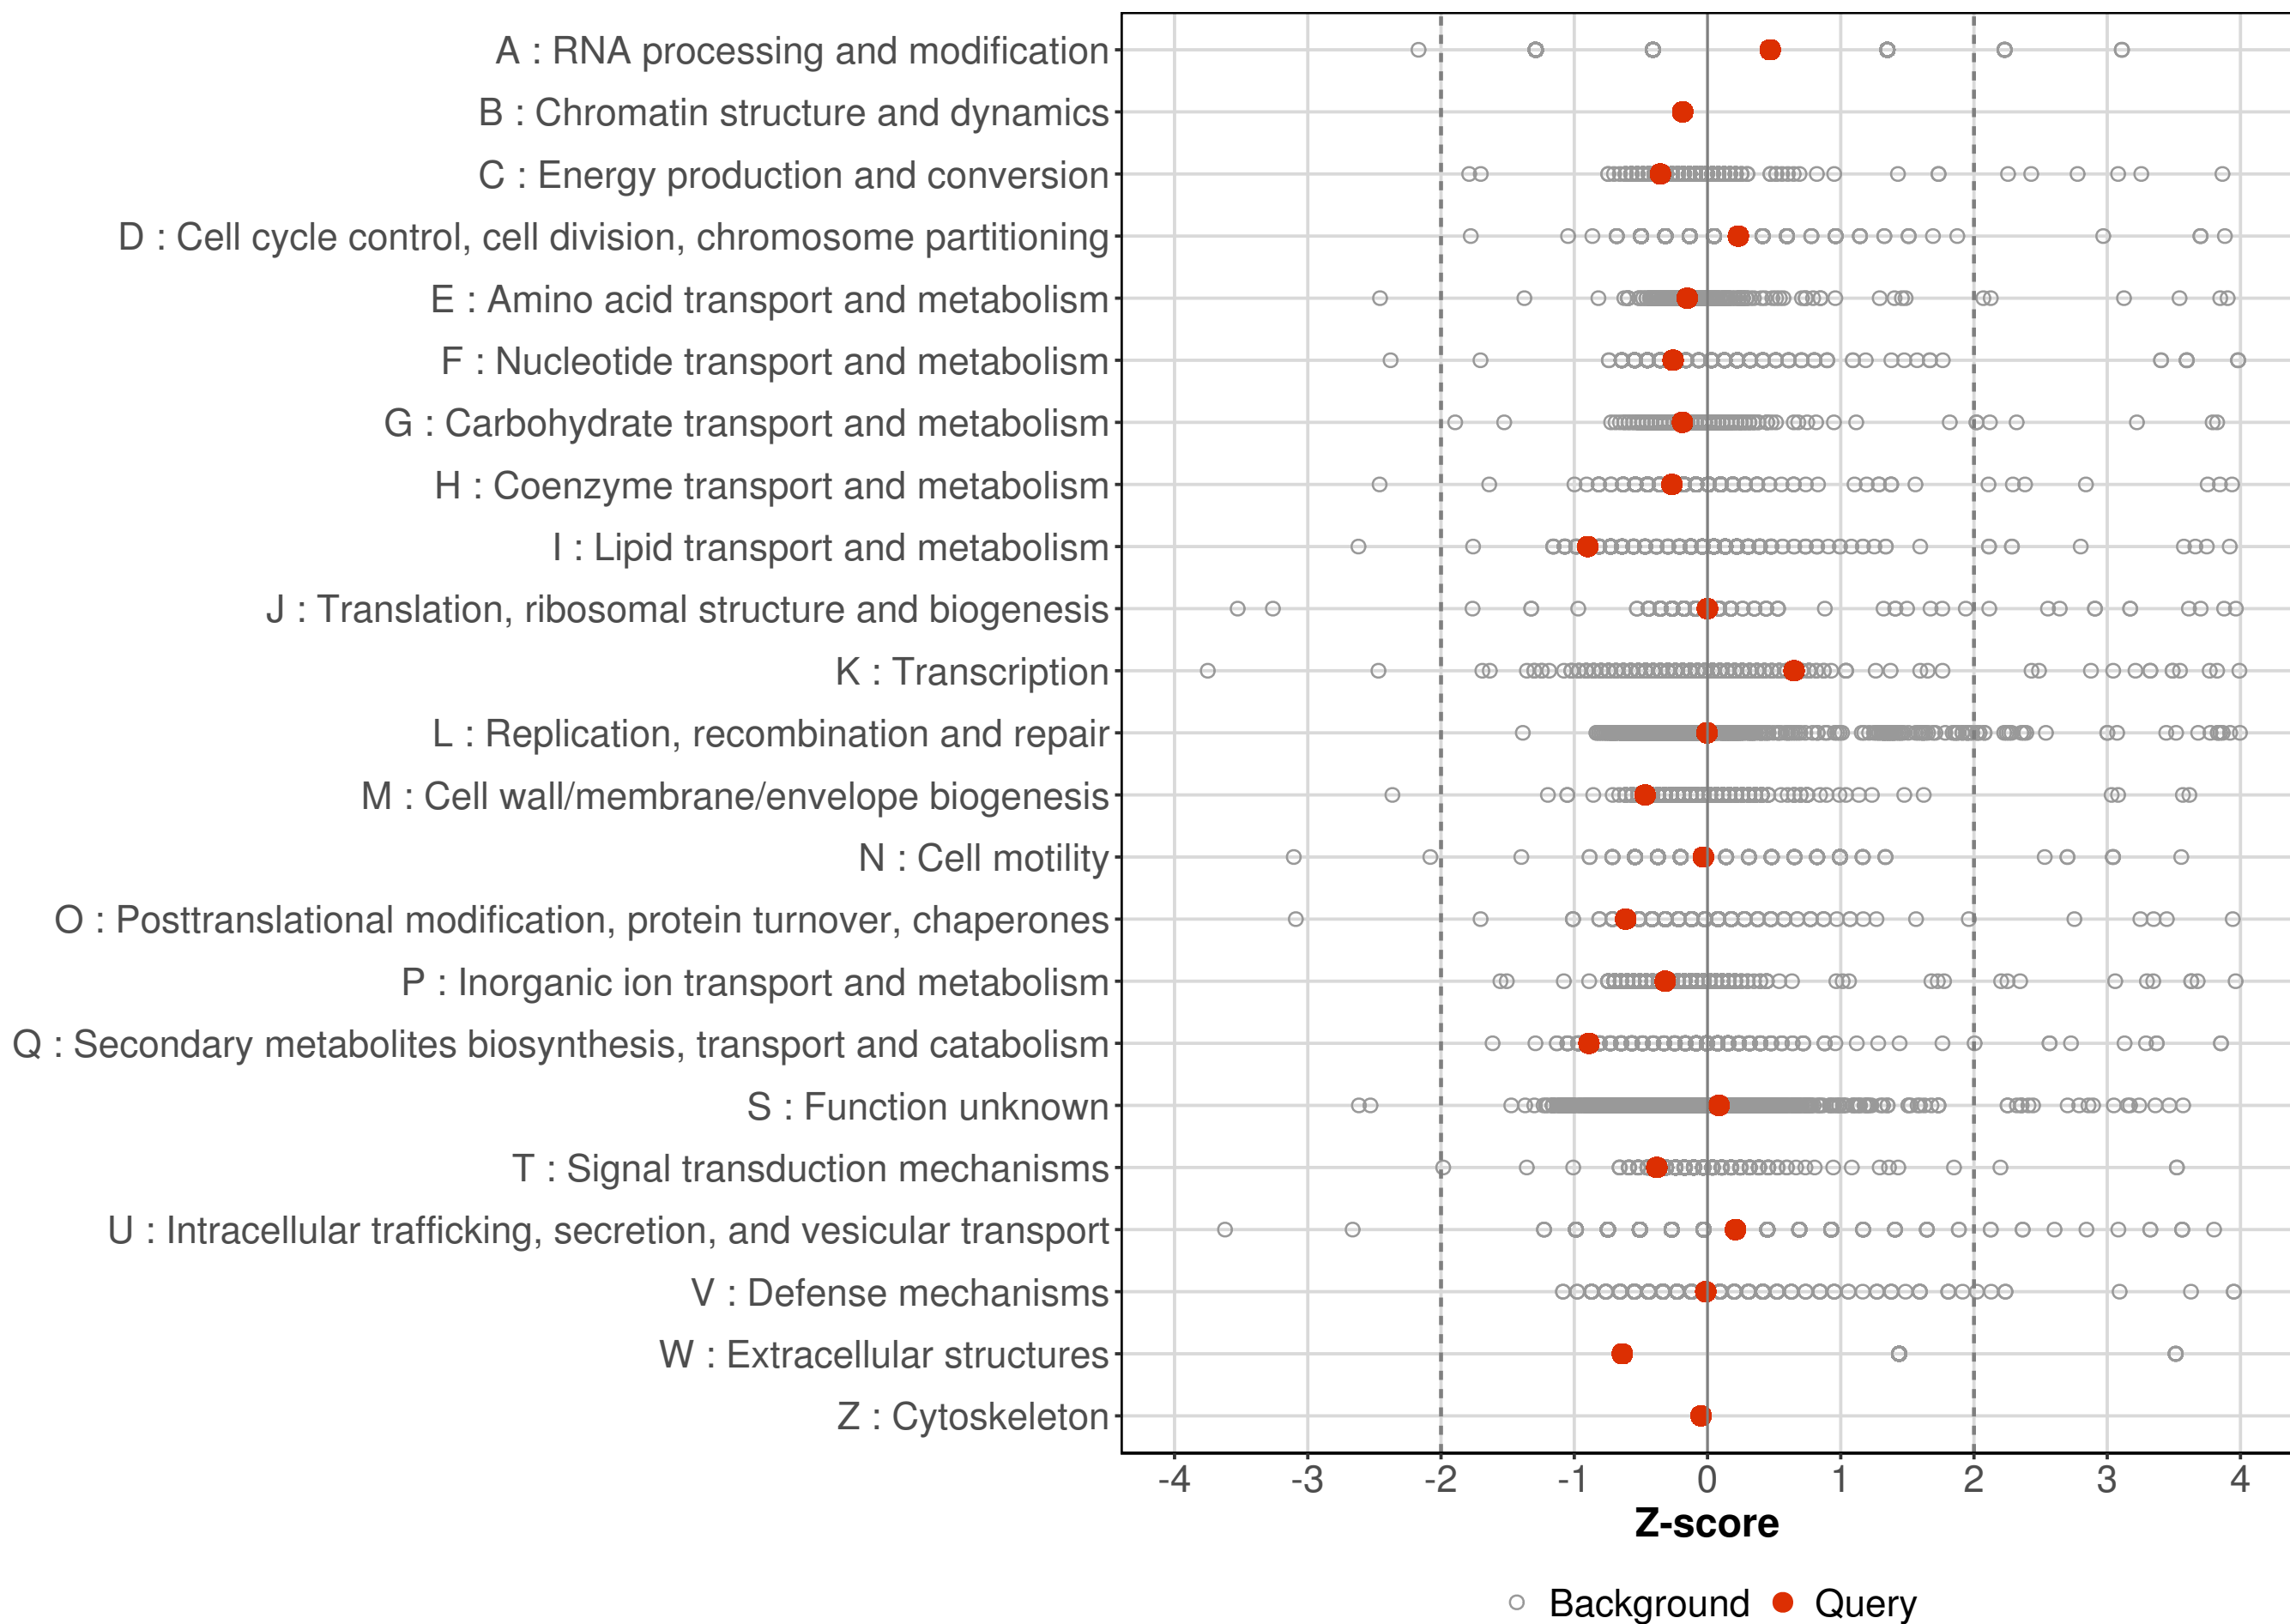 A : RNA processing and modification
B : Chromatin structure and dynamics
C : Energy production and conversion
D : Cell cycle control, cell division, chromosome partitioning
E : Amino acid transport and metabolism
F : Nucleotide transport and metabolism
G : Carbohydrate transport and metabolism
H : Coenzyme transport and metabolism
I : Lipid transport and metabolism
J : Translation, ribosomal structure and biogenesis
K : Transcription
L : Replication, recombination and repair
M : Cell wall/membrane/envelope biogenesis
N : Cell motility
O : Posttranslational modification, protein turnover, chaperones
P : Inorganic ion transport and metabolism
Q : Secondary metabolites biosynthesis, transport and catabolism
S : Function unknown
T : Signal transduction mechanisms
U : Intracellular trafficking, secretion, and vesicular transport
V : Defense mechanisms
W : Extracellular structures
Z : Cytoskeleton
-4 -3 -2 -1 0 1 2 3 4
Z-score
Background Query